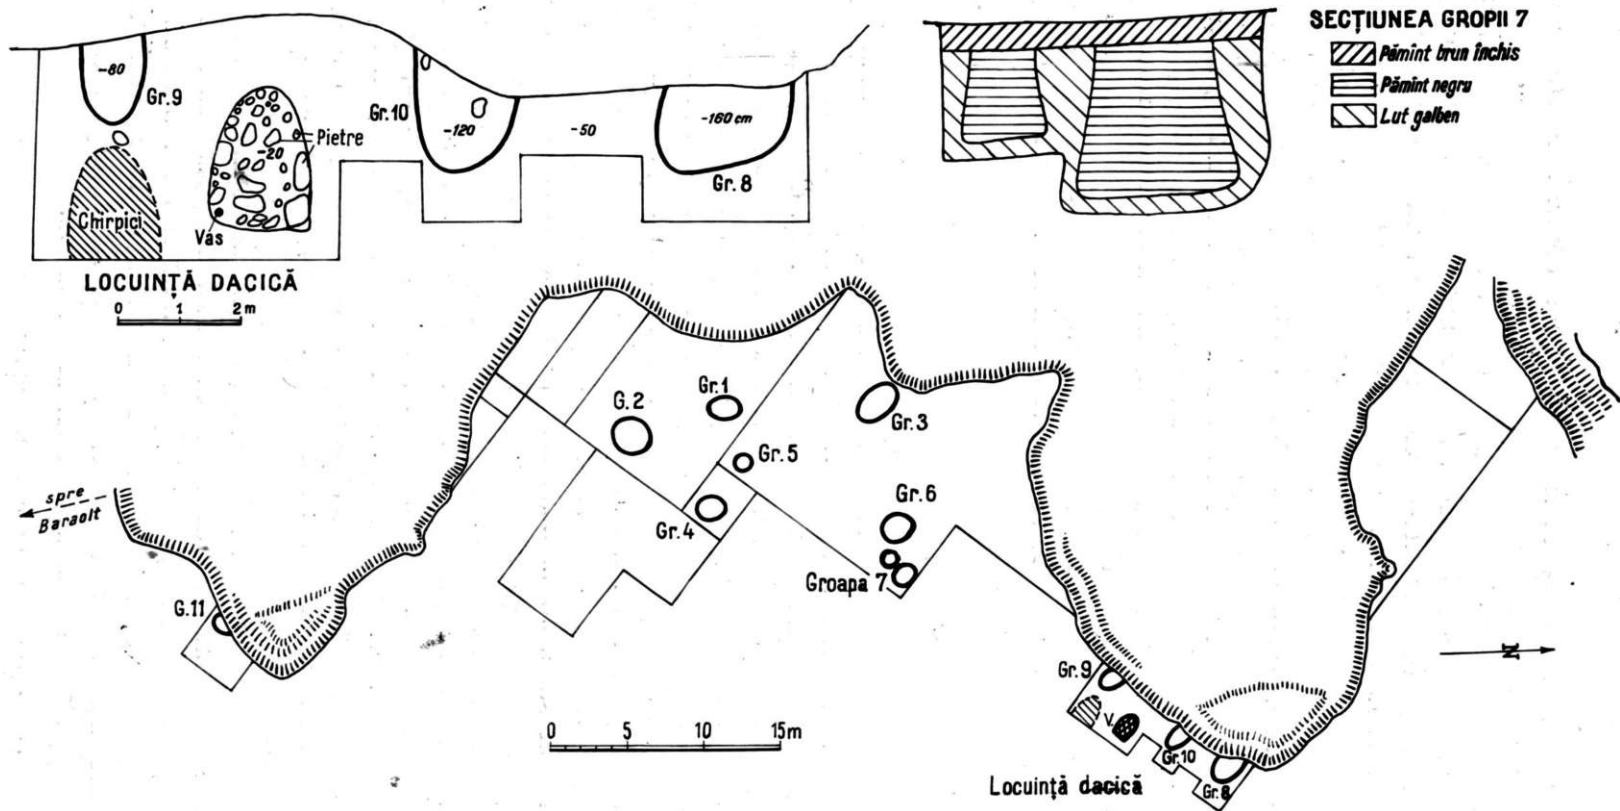 -80
Gr.9
Pietre
-20
Chirpici
Vas
Gr.10
-120
-50
-160 cm
Gr.8
LOCUINȚĂ DACICĂ
0 1 2m
SECȚIUNEA GROPII 7
Pămînt brun închis
Pămînt negru
Lut galben
spre
Baraolt
G.11
G.2
Gr.1
Gr.5
Gr.4
Gr.3
Gr.6
Groapa 7
Gr.9
V.
Gr.10
Gr.8
Locuință dacică
N
0 5 10 15m